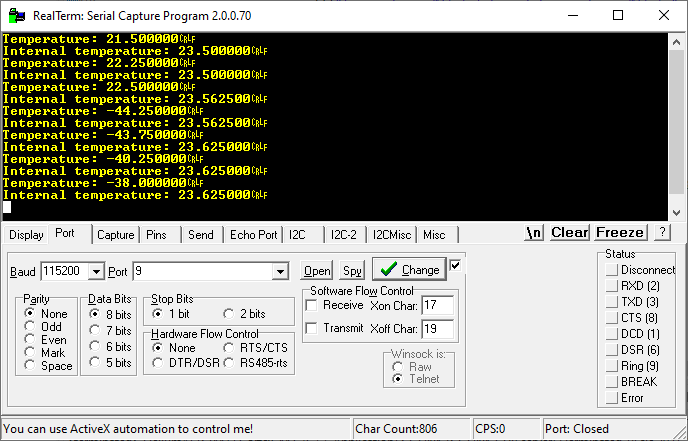 RealTerm: Serial Capture Program 2.0.0.70
Temperature: 21.500000CRLF
Internal temperature: 23.500000CRLF
Temperature: 22.250000CRLF
Internal temperature: 23.500000CRLF
Temperature: 22.500000CRLF
Internal temperature: 23.562500CRLF
Temperature: -44.250000CRLF
Internal temperature: 23.562500CRLF
Temperature: -43.750000CRLF
Internal temperature: 23.625000CRLF
Temperature: -40.250000CRLF
Internal temperature: 23.625000CRLF
Temperature: -38.000000CRLF
Internal temperature: 23.625000CRLF
Display Port Capture Pins Send Echo Port I2C I2C-2 I2CMisc Misc \n Clear Freeze ?
Baud 115200 Port 9 Open Spy Change
Parity
None
Odd
Even
Mark
Space
Data Bits
8 bits
7 bits
6 bits
5 bits
Stop Bits
1 bit 2 bits
Hardware Flow Control
None RTS/CTS
DTR/DSR RS485-rts
Software Flow Control
Receive Xon Char: 17
Transmit Xoff Char: 19
Winsock is:
Raw
Telnet
Status
Disconnect
RXD (2)
TXD (3)
CTS (8)
DCD (1)
DSR (6)
Ring (9)
BREAK
Error
You can use ActiveX automation to control me! Char Count:806 CPS:0 Port: Closed